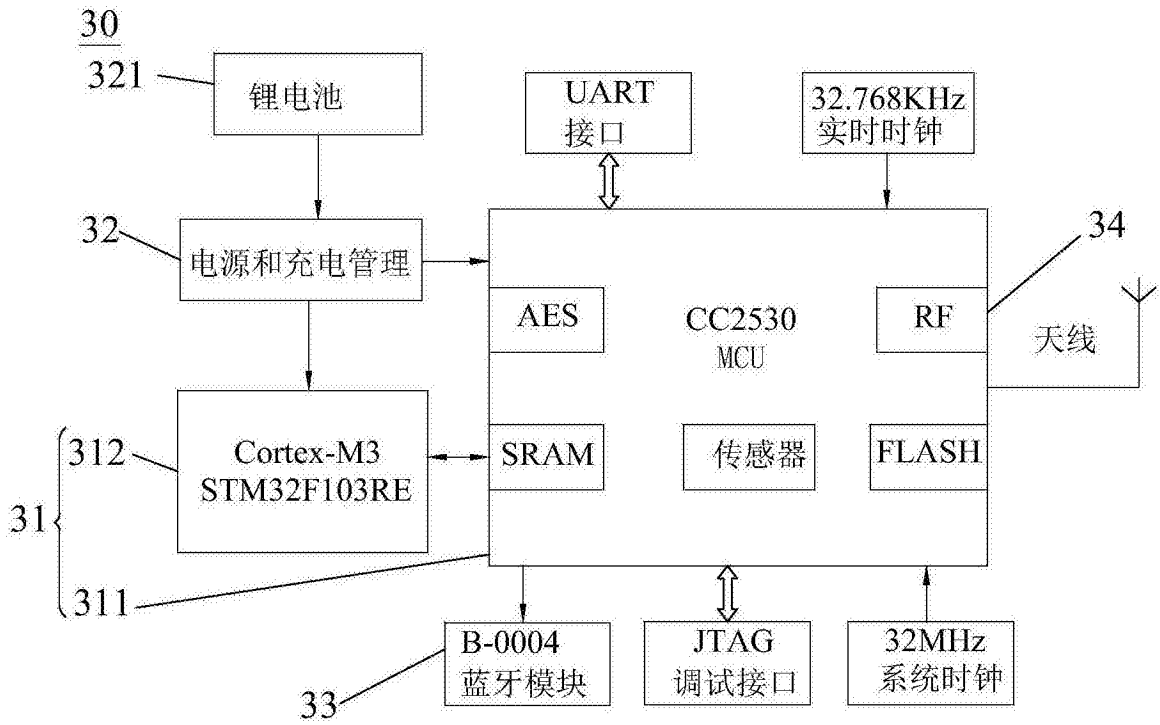 30
321
锂电池
UART
接口
32.768KHz
实时时钟
32
电源和充电管理
34
AES
CC2530
MCU
RF
天线
312
Cortex-M3
STM32F103RE
SRAM
传感器
FLASH
31
311
B-0004
蓝牙模块
JTAG
调试接口
32MHz
系统时钟
33